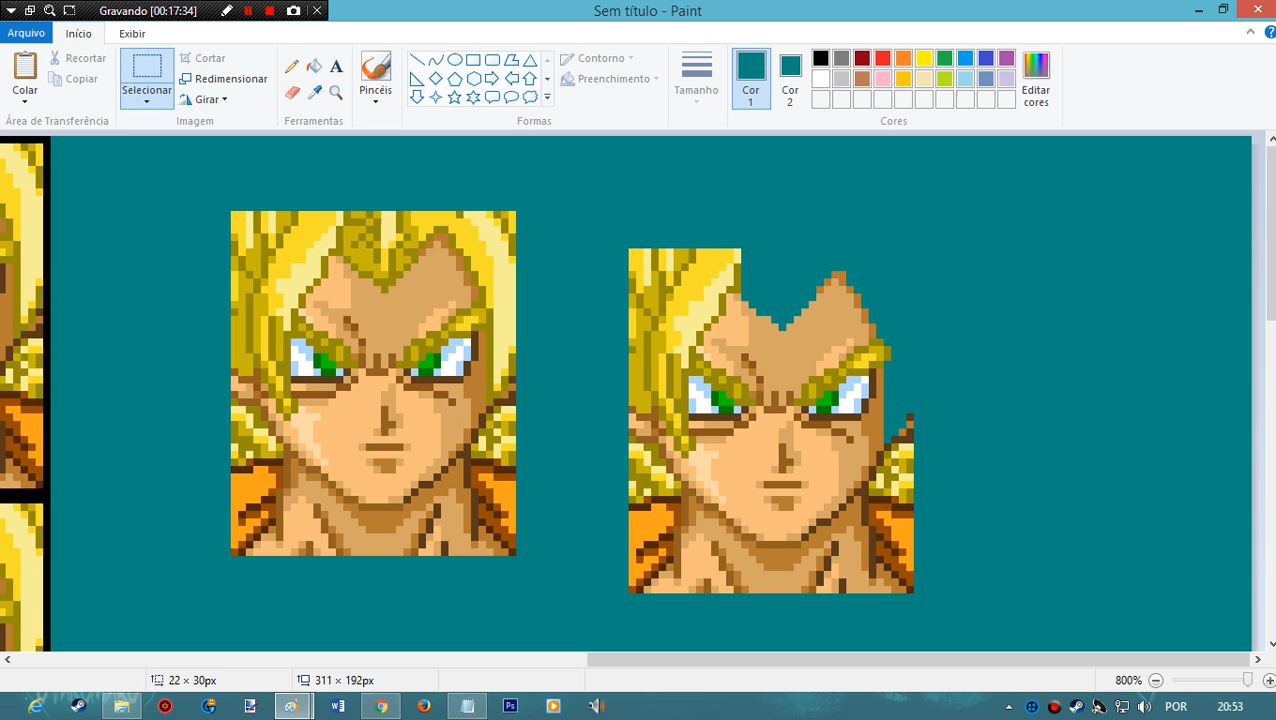 Gravando [00:17:34]
Sem título - Paint
Arquivo
Início
Exibir
Colar
Recortar
Copiar
Área de Transferência
Selecionar
Cortar
Redimensionar
Girar
Imagem
A
Ferramentas
Pincéis
Contorno
Preenchimento
Formas
Tamanho
Cor 1
Cor 2
Editar cores
Cores
22 × 30px
311 × 192px
800%
W
Ps
POR
20:53